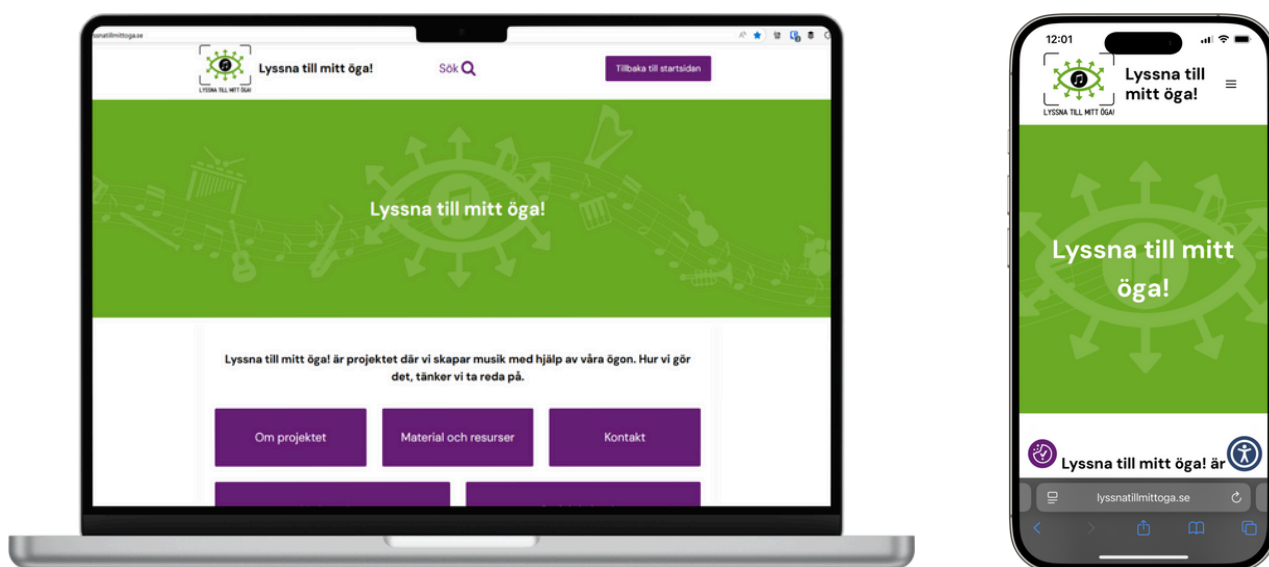 ssnatillmittoga.se
LYSSNA TILL MITT ÖGA!
Lyssna till mitt öga!
Sök
Tillbaka till startsidan
Lyssna till mitt öga!
Lyssna till mitt öga! är projektet där vi skapar musik med hjälp av våra ögon. Hur vi gör
det, tänker vi ta reda på.
Om projektet
Material och resurser
Kontakt
12:01
LYSSNA TILL MITT ÖGA!
Lyssna till
mitt öga!
Lyssna till mitt
öga!
Lyssna till mitt öga! är
lyssnatillmittoga.se